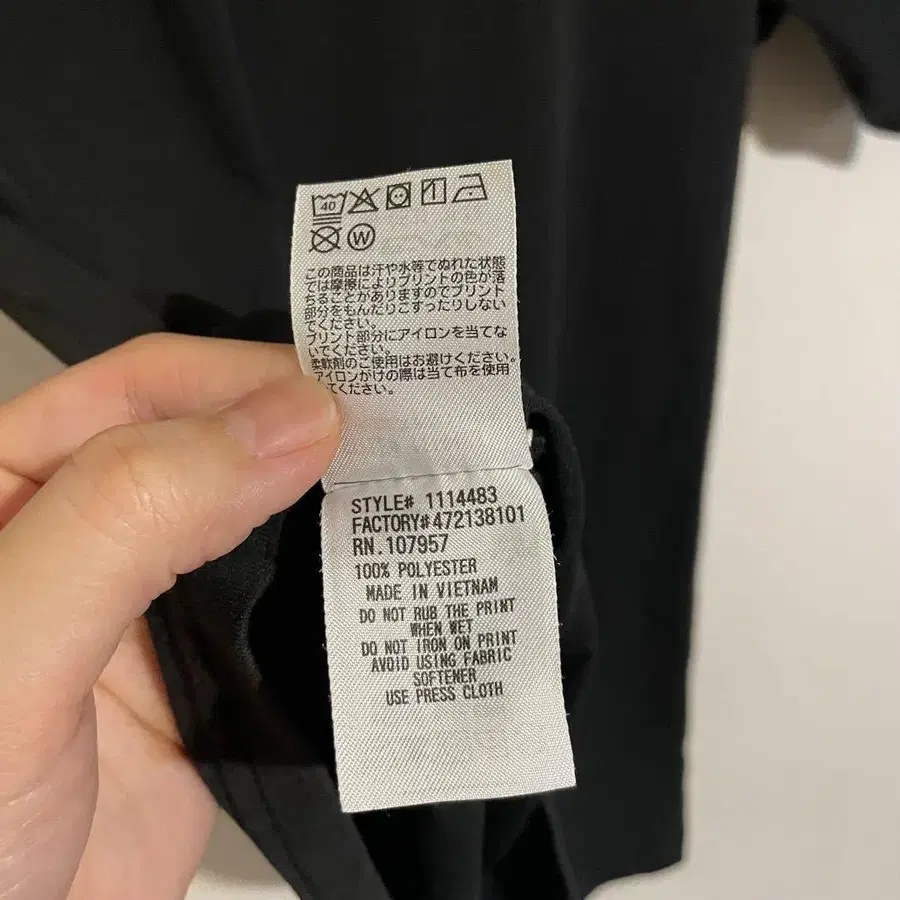 40
W
この商品は汗や水等でぬれた状態
では摩擦によりプリントの色が落
ちることがありますのでプリント
部分をもんだりこすったりしない
でください。
プリント部分にアイロンを当てな
いでください。
柔軟剤のご使用はお避けください。
アイロンがけの際は当て布を使用
してください。
STYLE# 1114483
FACTORY#472138101
RN.107957
100% POLYESTER
MADE IN VIETNAM
DO NOT RUB THE PRINT
WHEN WET
DO NOT IRON ON PRINT
AVOID USING FABRIC
SOFTENER
USE PRESS CLOTH